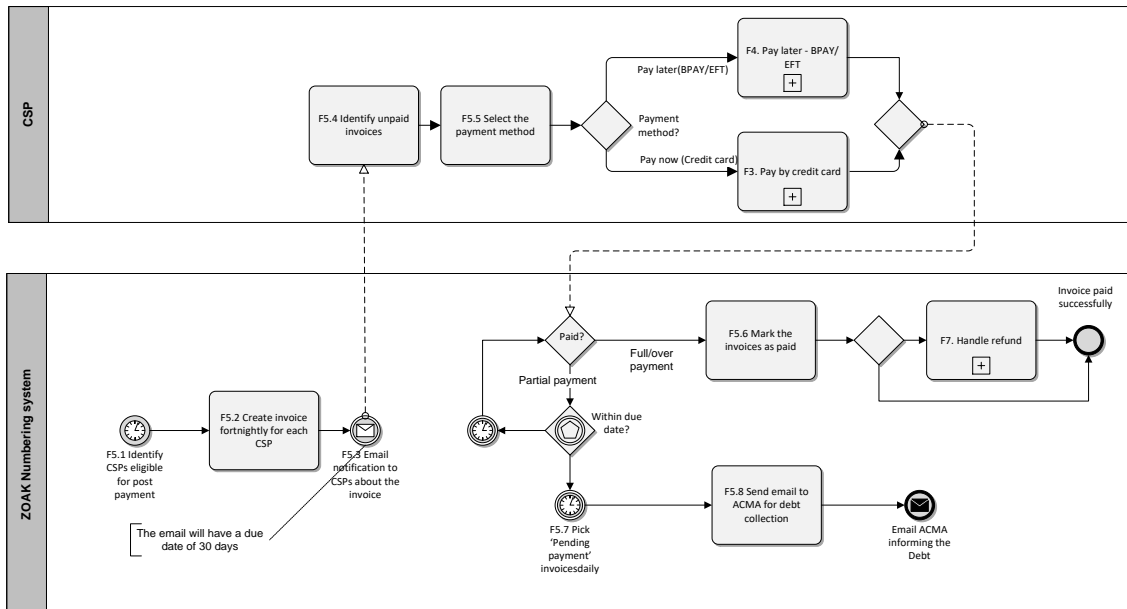 CSP
F4. Pay later - BPAY/
EFT
Pay later(BPAY/EFT)
F5.4 Identify unpaid
invoices
F5.5 Select the
payment method
Payment
method?
Pay now (Credit card)
F3. Pay by credit card
ZOAK Numbering system
Invoice paid
successfully
Paid?
Full/over
payment
F5.6 Mark the
invoices as paid
F7. Handle refund
Partial payment
Within due
date?
F5.2 Create invoice
fortnightly for each
CSP
F5.1 Identify
CSPs eligible
for post
payment
F5.3 Email
notification to
CSPs about the
invoice
F5.7 Pick
‘Pending
payment’
invoicesdaily
F5.8 Send email to
ACMA for debt
collection
Email ACMA
informing the
Debt
The email will have a due
date of 30 days